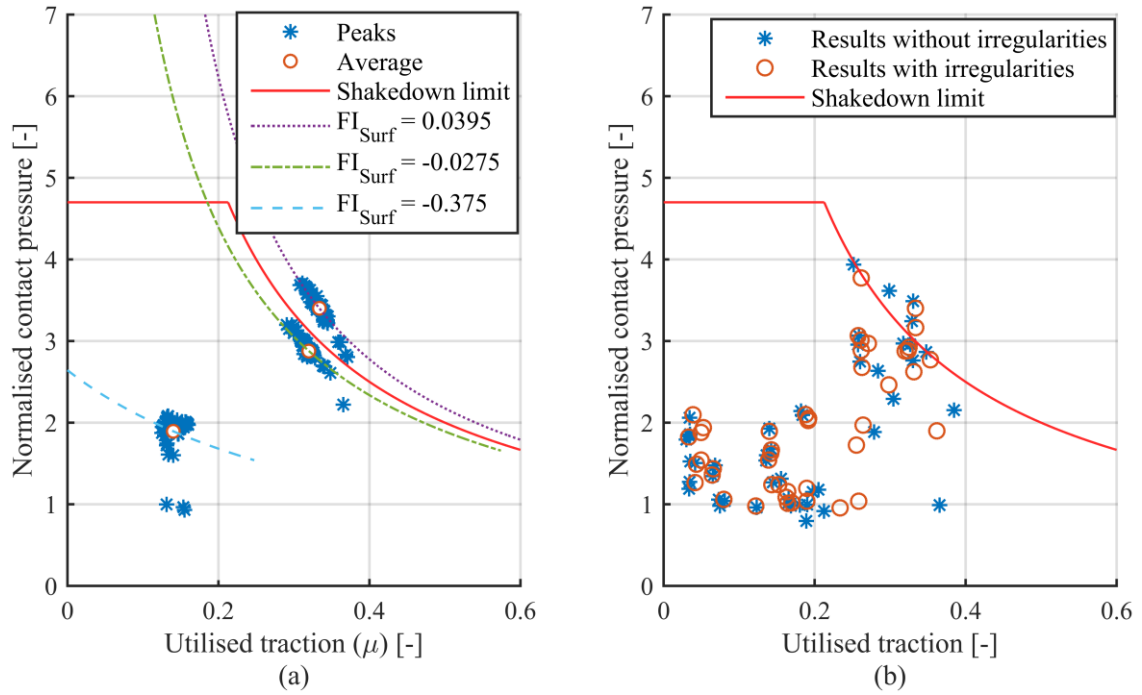 7
6
5
4
3
2
1
0
Normalised contact pressure [-]
Peaks
Average
Shakedown limit
FI_Surf = 0.0395
FI_Surf = -0.0275
FI_Surf = -0.375
0 0.2 0.4 0.6
Utilised traction (μ) [-]
(a)
7
6
5
4
3
2
1
0
Normalised contact pressure [-]
Results without irregularities
Results with irregularities
Shakedown limit
0 0.2 0.4 0.6
Utilised traction [-]
(b)